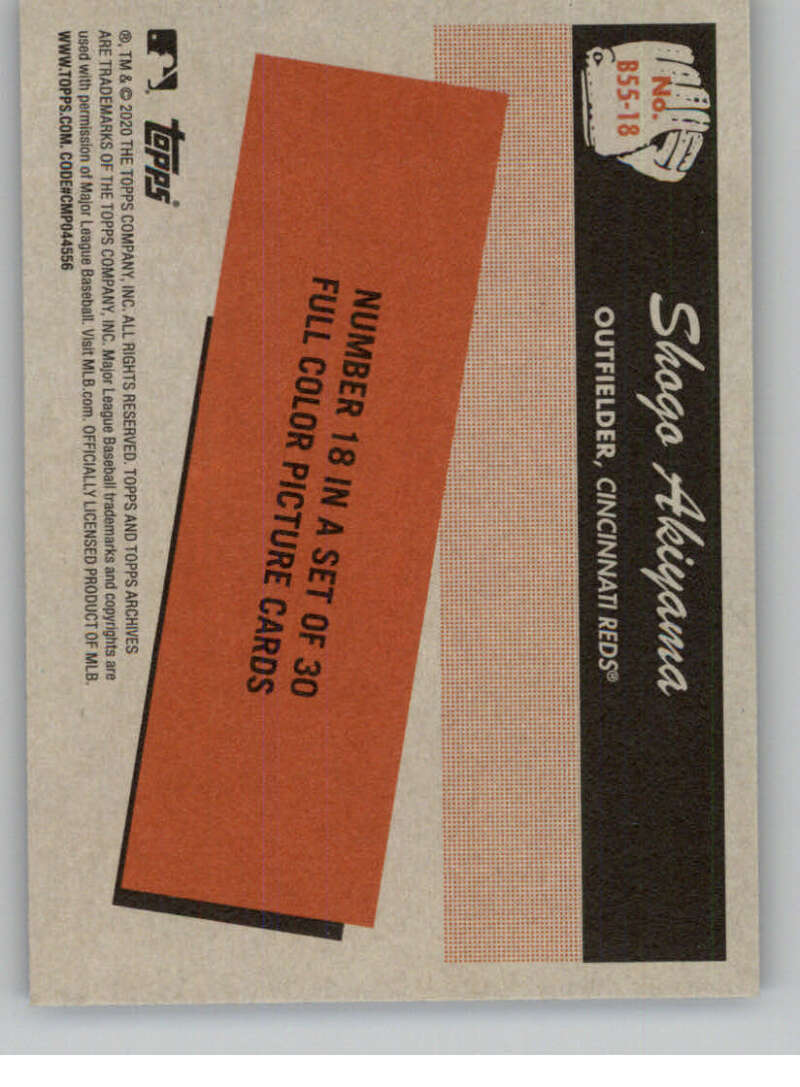 No.
B55-18
Shogo Akiyama
OUTFIELDER, CINCINNATI REDS®
NUMBER 18 IN A SET OF 30
FULL COLOR PICTURE CARDS
topps®
®, TM & © 2020 THE TOPPS COMPANY, INC. ALL RIGHTS RESERVED. TOPPS AND TOPPS ARCHIVES
ARE TRADEMARKS OF THE TOPPS COMPANY, INC. Major League Baseball trademarks and copyrights are
used with permission of Major League Baseball. Visit MLB.com. OFFICIALLY LICENSED PRODUCT OF MLB.
WWW.TOPPS.COM. CODE#CMP044556